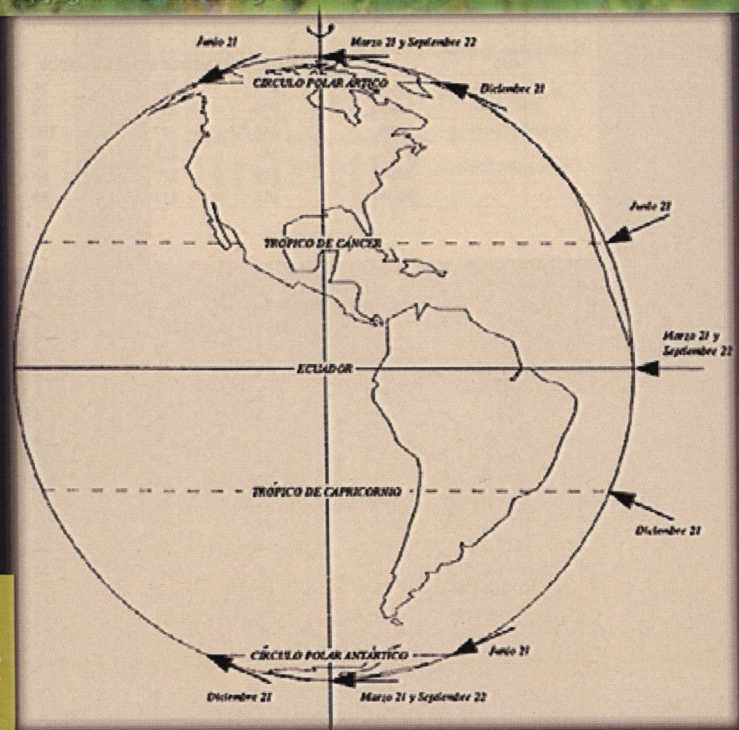 Junio 21
Marzo 21 y Septiembre 22
CÍRCULO POLAR ÁRTICO
Diciembre 21
Junio 21
TRÓPICO DE CÁNCER
Marzo 21 y
Septiembre 22
ECUADOR
TRÓPICO DE CAPRICORNIO
Diciembre 21
CÍRCULO POLAR ANTÁRTICO
Junio 21
Diciembre 21
Marzo 21 y Septiembre 22